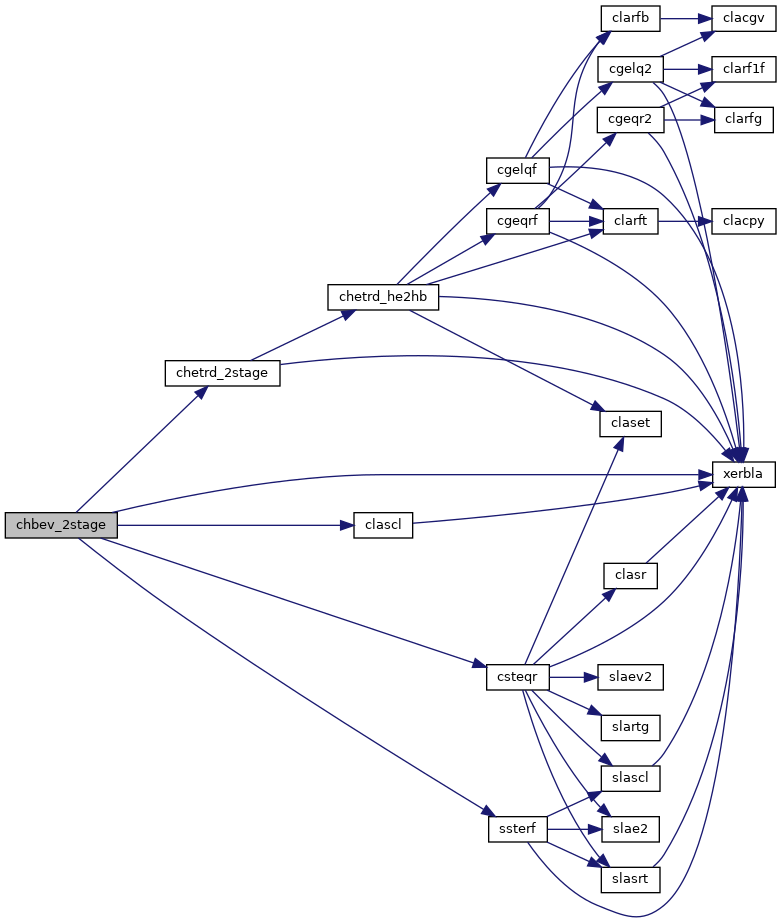 clarfb
clacgv
cgelq2
clarf1f
cgeqr2
clarfg
cgelqf
cgeqrf
clarft
clacpy
chetrd_he2hb
chetrd_2stage
claset
xerbla
chbev_2stage
clascl
clasr
csteqr
slaev2
slartg
slascl
ssterf
slae2
slasrt